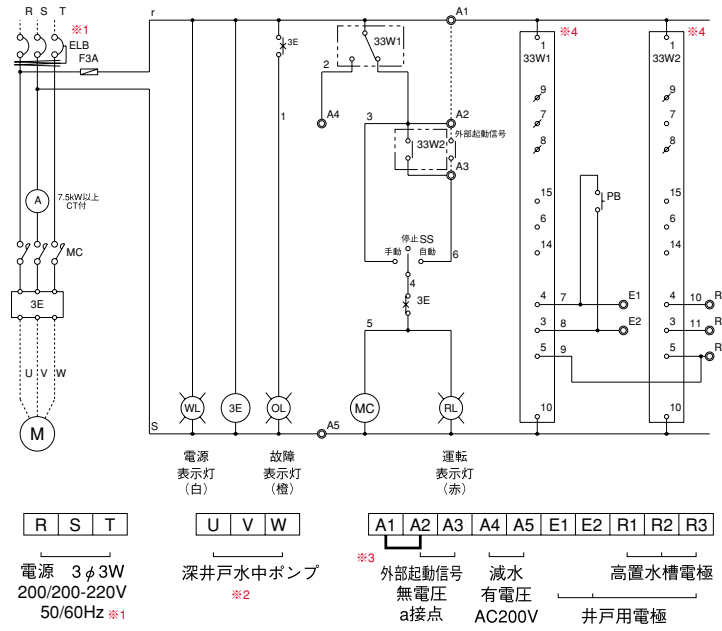 R S T
※1
ELB
F3A
r
3E
1
33W1
2
A4
A1
3
A2
外部起動信号
33W2
A3
※4
1
33W1
9
7
8
15
6
14
4
3
5
10
※4
1
33W2
9
7
8
15
6
14
4
3
5
10
PB
7
E1
8
E2
9
10
R
11
R
R
A
7.5kW以上
CT付
MC
3E
U V W
M
停止 SS
手動
自動
6
4
3E
5
WL
3E
OL
MC
RL
S
A5
電源
表示灯
(白)
故障
表示灯
(橙)
運転
表示灯
(赤)
R S T
電源 3φ3W
200/200-220V
50/60Hz ※1
U V W
深井戸水中ポンプ
※2
A1 A2 A3 A4 A5 E1 E2 R1 R2 R3
※3
外部起動信号
無電圧
a接点
減水
有電圧
AC200V
高置水槽電極
井戸用電極